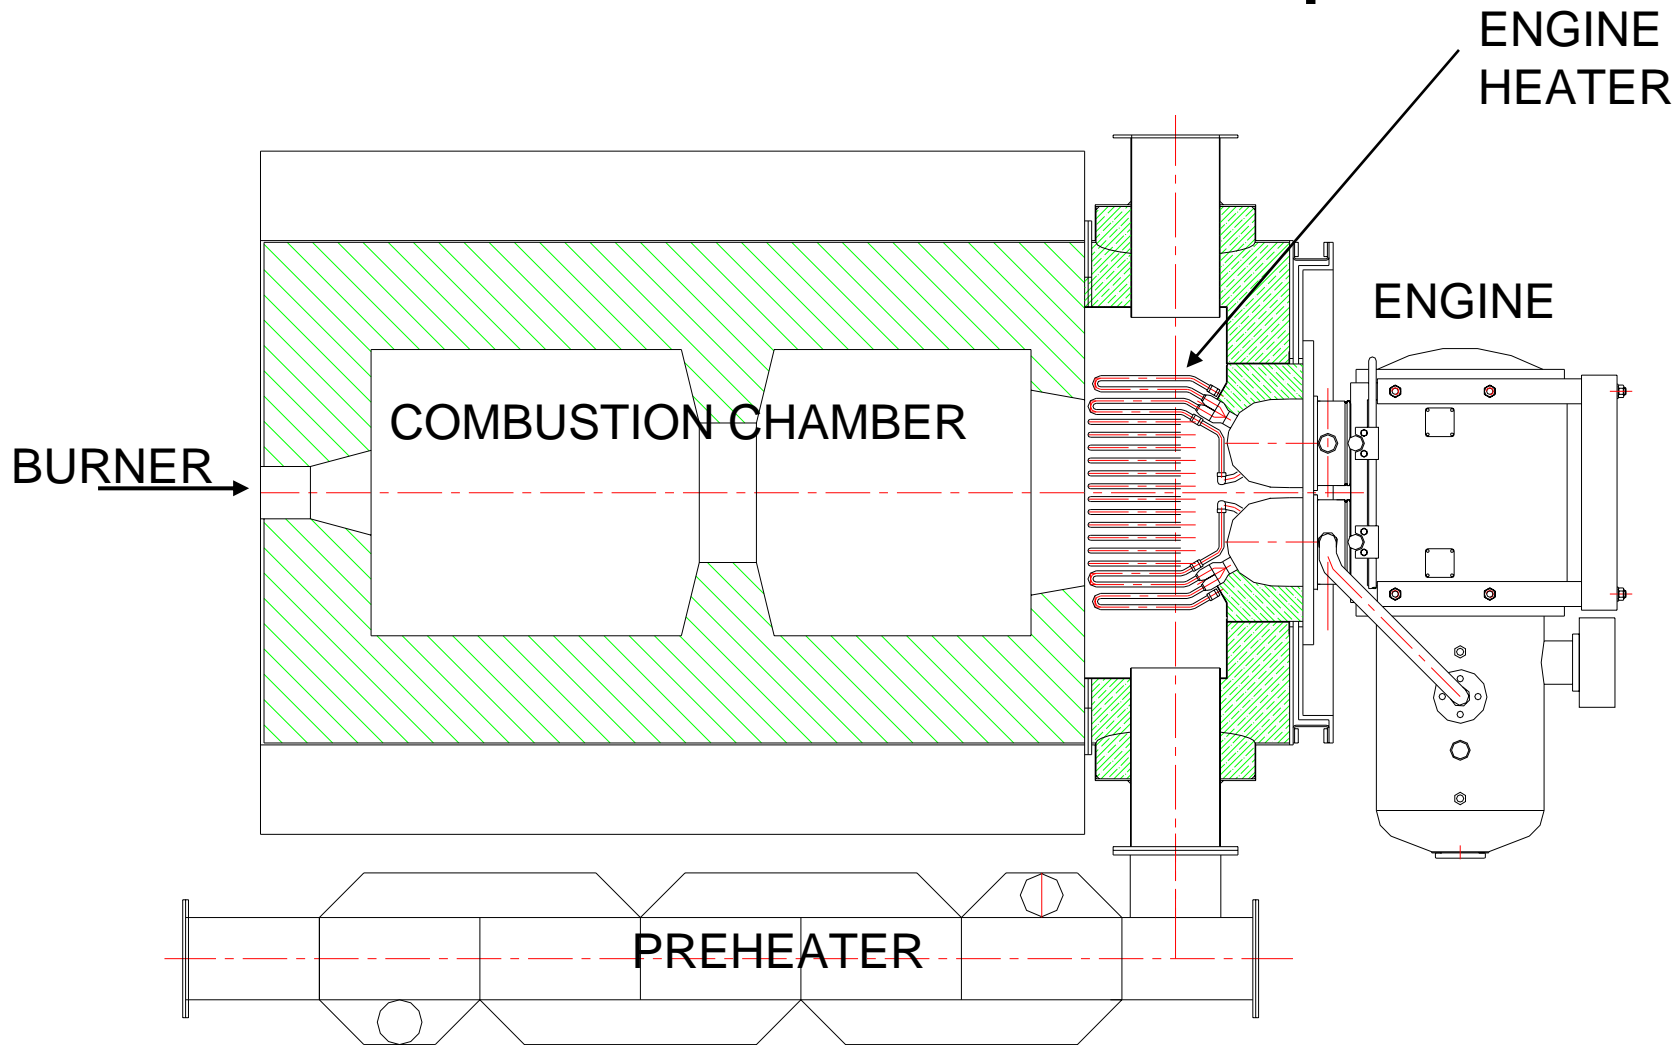 ENGINE
HEATER
ENGINE
COMBUSTION CHAMBER
BURNER
PREHEATER